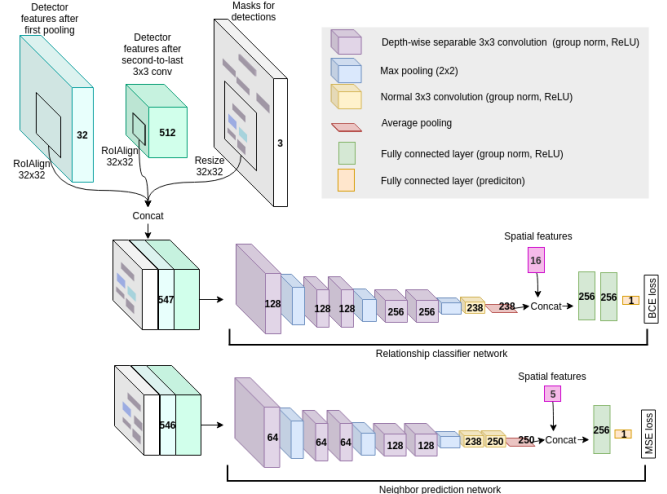 Detector
features after
first pooling
Detector
features after
second-to-last
3x3 conv
Masks for
detections
32
512
3
RoIAlign
32x32
RoIAlign
32x32
Resize
32x32
Depth-wise separable 3x3 convolution (group norm, ReLU)
Max pooling (2x2)
Normal 3x3 convolution (group norm, ReLU)
Average pooling
Fully connected layer (group norm, ReLU)
Fully connected layer (prediciton)
Concat
547
128
128
128
256
256
238
238
Spatial features
16
Concat
256
256
1
BCE loss
Relationship classifier network
546
64
64
64
128
128
238
250
250
Spatial features
5
Concat
256
1
MSE loss
Neighbor prediction network